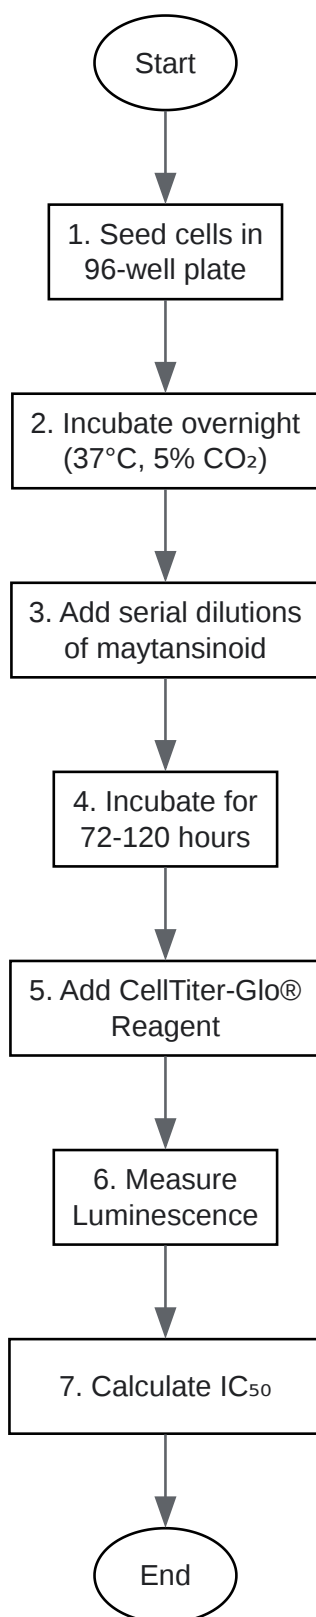 Start
1. Seed cells in
96-well plate
2. Incubate overnight
(37°C, 5% CO₂)
3. Add serial dilutions
of maytansinoid
4. Incubate for
72-120 hours
5. Add CellTiter-Glo®
Reagent
6. Measure
Luminescence
7. Calculate IC₅₀
End